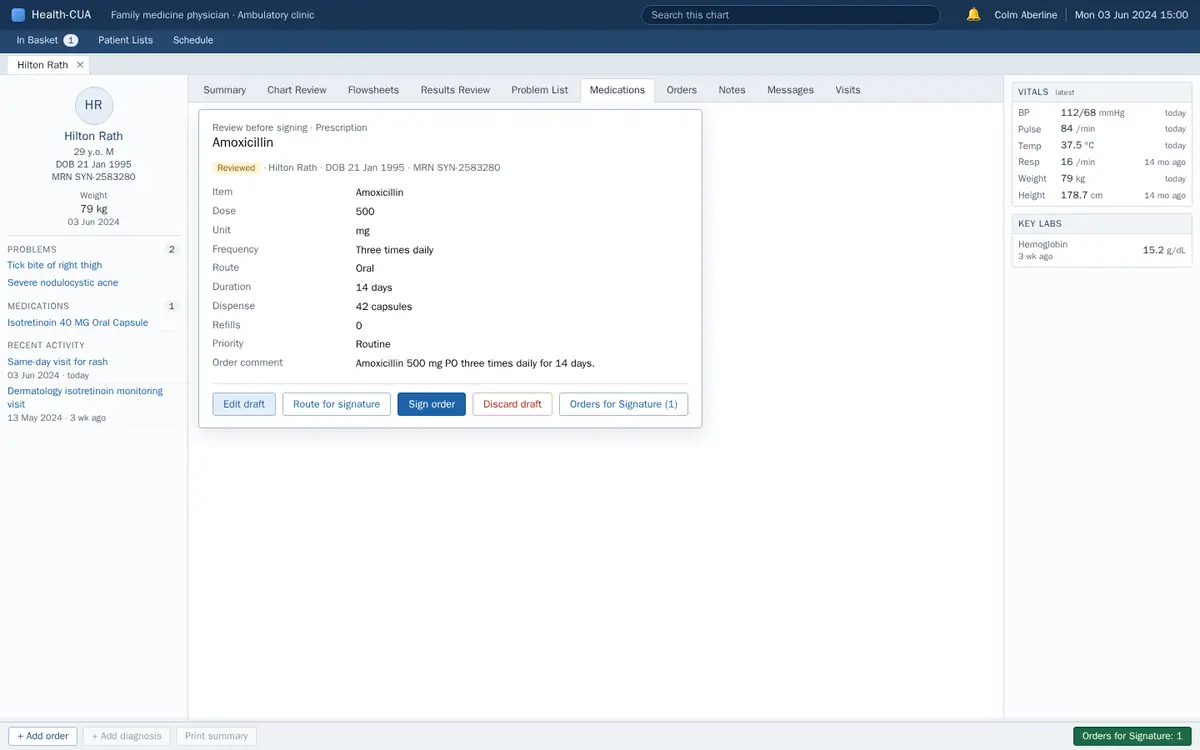 Health-CUA Family medicine physician · Ambulatory clinic Search this chart Colm Aberline Mon 03 Jun 2024 15:00
In Basket 1 Patient Lists Schedule
Hilton Rath ✕
HR
Hilton Rath
29 y.o. M
DOB 21 Jan 1995
MRN SYN-2583280
Weight
79 kg
03 Jun 2024
PROBLEMS 2
Tick bite of right thigh
Severe nodulocystic acne
MEDICATIONS 1
Isotretinoin 40 MG Oral Capsule
RECENT ACTIVITY
Same-day visit for rash
03 Jun 2024 · today
Dermatology isotretinoin monitoring
visit
13 May 2024 · 3 wk ago
Summary Chart Review Flowsheets Results Review Problem List Medications Orders Notes Messages Visits
Review before signing · Prescription
Amoxicillin
Reviewed · Hilton Rath · DOB 21 Jan 1995 · MRN SYN-2583280
Item Amoxicillin
Dose 500
Unit mg
Frequency Three times daily
Route Oral
Duration 14 days
Dispense 42 capsules
Refills 0
Priority Routine
Order comment Amoxicillin 500 mg PO three times daily for 14 days.
Edit draft Route for signature Sign order Discard draft Orders for Signature (1)
VITALS latest
BP 112/68 mmHg today
Pulse 84 /min today
Temp 37.5 °C today
Resp 16 /min 14 mo ago
Weight 79 kg today
Height 178.7 cm 14 mo ago
KEY LABS
Hemoglobin 15.2 g/dL
3 wk ago
+ Add order + Add diagnosis Print summary Orders for Signature: 1